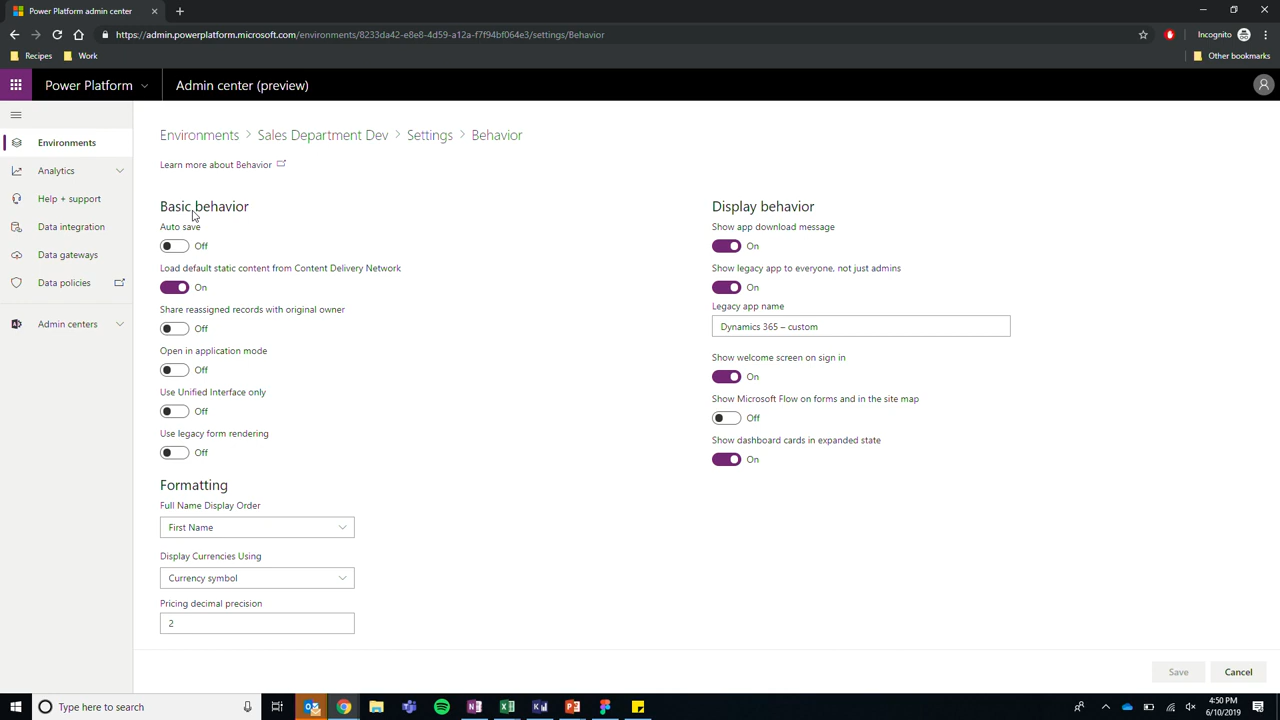 Power Platform admin center
https://admin.powerplatform.microsoft.com/environments/8233da42-e8e8-4d59-a12a-f7f94bf064e3/settings/Behavior
Incognito
Recipes
Work
Other bookmarks
Power Platform
Admin center (preview)
Environments
Analytics
Help + support
Data integration
Data gateways
Data policies
Admin centers
Environments > Sales Department Dev > Settings > Behavior
Learn more about Behavior
Basic behavior
Auto save
Off
Load default static content from Content Delivery Network
On
Share reassigned records with original owner
Off
Open in application mode
Off
Use Unified Interface only
Off
Use legacy form rendering
Off
Formatting
Full Name Display Order
First Name
Display Currencies Using
Currency symbol
Pricing decimal precision
2
Display behavior
Show app download message
On
Show legacy app to everyone, not just admins
On
Legacy app name
Dynamics 365 – custom
Show welcome screen on sign in
On
Show Microsoft Flow on forms and in the site map
Off
Show dashboard cards in expanded state
On
Save
Cancel
Type here to search
4:50 PM
6/10/2019